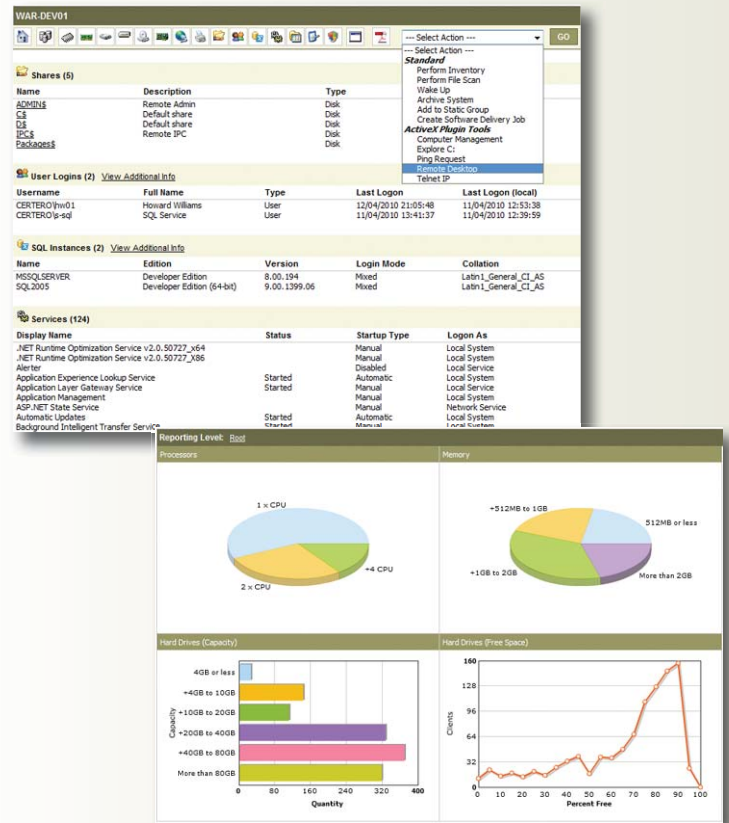 WAR-DEV01
--- Select Action ---
GO
--- Select Action ---
Standard
Perform Inventory
Perform File Scan
Wake Up
Archive System
Add to Static Group
Create Software Delivery Job
ActiveX Plugin Tools
Computer Management
Explore C:
Ping Request
Remote Desktop
Telnet IP
Shares (5)
Name Description Type
ADMIN$ Remote Admin Disk
C$ Default share Disk
D$ Default share Disk
IPC$ Remote IPC Disk
Packages$ Disk
User Logins (2) View Additional Info
Username Full Name Type Last Logon Last Logon (local)
CERTERO\hw01 Howard Williams User 12/04/2010 21:05:48 11/04/2010 12:53:38
CERTERO\s-sql SQL Service User 11/04/2010 13:41:37 11/04/2010 12:39:59
SQL Instances (2) View Additional Info
Name Edition Version Login Mode Collation
MSSQLSERVER Developer Edition 8.00.194 Mixed Latin1_General_CI_AS
SQL2005 Developer Edition (64-bit) 9.00.1399.06 Mixed Latin1_General_CI_AS
Services (124)
Display Name Status Startup Type Logon As
.NET Runtime Optimization Service v2.0.50727_x64 Manual Local System
.NET Runtime Optimization Service v2.0.50727_X86 Manual Local System
Alerter Disabled Local Service
Application Experience Lookup Service Started Automatic Local System
Application Layer Gateway Service Started Manual Local Service
Application Management Manual Local System
ASP.NET State Service Manual Network Service
Automatic Updates Started Automatic Local System
Background Intelligent Transfer Service Started Manual Local System
Reporting Level: Root
Processors
1 x CPU
2 x CPU
+4 CPU
Memory
+512MB to 1GB
512MB or less
+1GB to 2GB
More than 2GB
Hard Drives (Capacity)
Capacity
4GB or less
+4GB to 10GB
+10GB to 20GB
+20GB to 40GB
+40GB to 80GB
More than 80GB
0 80 160 240 320 400
Quantity
Hard Drives (Free Space)
Clients
160
128
96
64
32
0
0 10 20 30 40 50 60 70 80 90 100
Percent Free